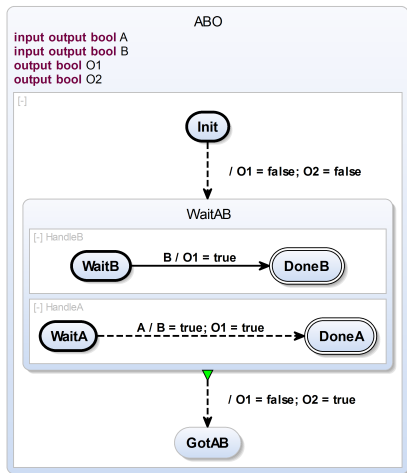 ABO
input output bool A
input output bool B
output bool O1
output bool O2
[-]
Init
/ O1 = false; O2 = false
WaitAB
[-] HandleB
WaitB
B / O1 = true
DoneB
[-] HandleA
WaitA
A / B = true; O1 = true
DoneA
/ O1 = false; O2 = true
GotAB